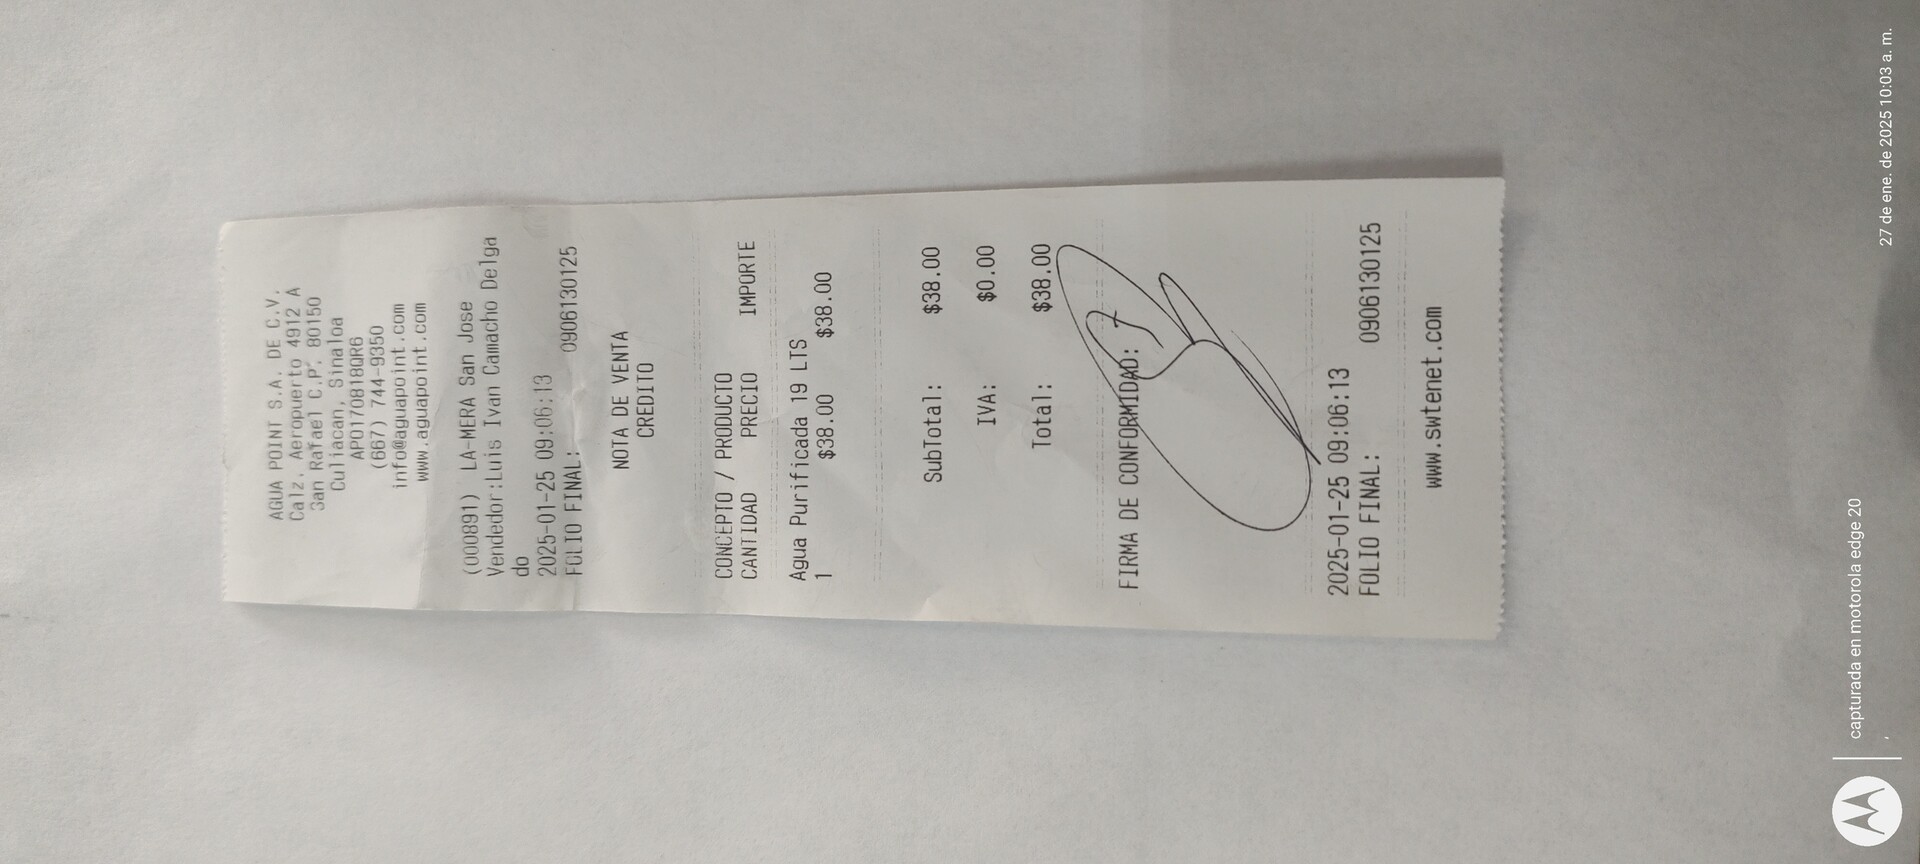 AGUA POINT S.A. DE C.V.
Calz. Aeropuerto 4912 A
San Rafael C.P. 80150
Culiacan, Sinaloa
APO170818QR6
(667) 744-9350
info@aguapoint.com
www.aguapoint.com
(000891) LA-MERA San Jose
Vendedor:Luis Ivan Camacho Delga
do
2025-01-25 09:06:13
FOLIO FINAL: 0906130125
NOTA DE VENTA
CREDITO
CONCEPTO / PRODUCTO
CANTIDAD PRECIO IMPORTE
Agua Purificada 19 LTS
1 $38.00 $38.00
SubTotal: $38.00
IVA: $0.00
Total: $38.00
FIRMA DE CONFORMIDAD:
2025-01-25 09:06:13
FOLIO FINAL: 0906130125
www.swtenet.com
capturada en motorola edge 20
27 de ene. de 2025 10:03 a. m.